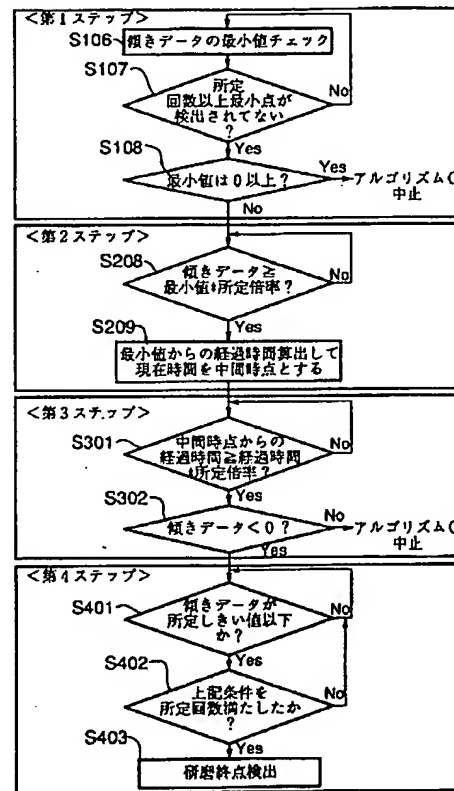 <第1ステップ>
S106
傾きデータの最小値チェック
S107
所定
回数以上最小点が
検出されてない
?
No
Yes
S108
最小値は0以上?
Yes
アルゴリズムC
中止
No
<第2ステップ>
S208
傾きデータ≧
最小値*所定倍率?
No
Yes
S209
最小値からの経過時間算出して
現在時間を中間時点とする
<第3ステップ>
S301
中間時点からの
経過時間≧経過時間
*所定倍率?
No
Yes
S302
傾きデータ<0?
No
アルゴリズムC
中止
Yes
<第4ステップ>
S401
傾きデータが
所定しきい値以下
か?
No
Yes
S402
上記条件を
所定回数満たしたか
?
No
Yes
S403
研磨終点検出